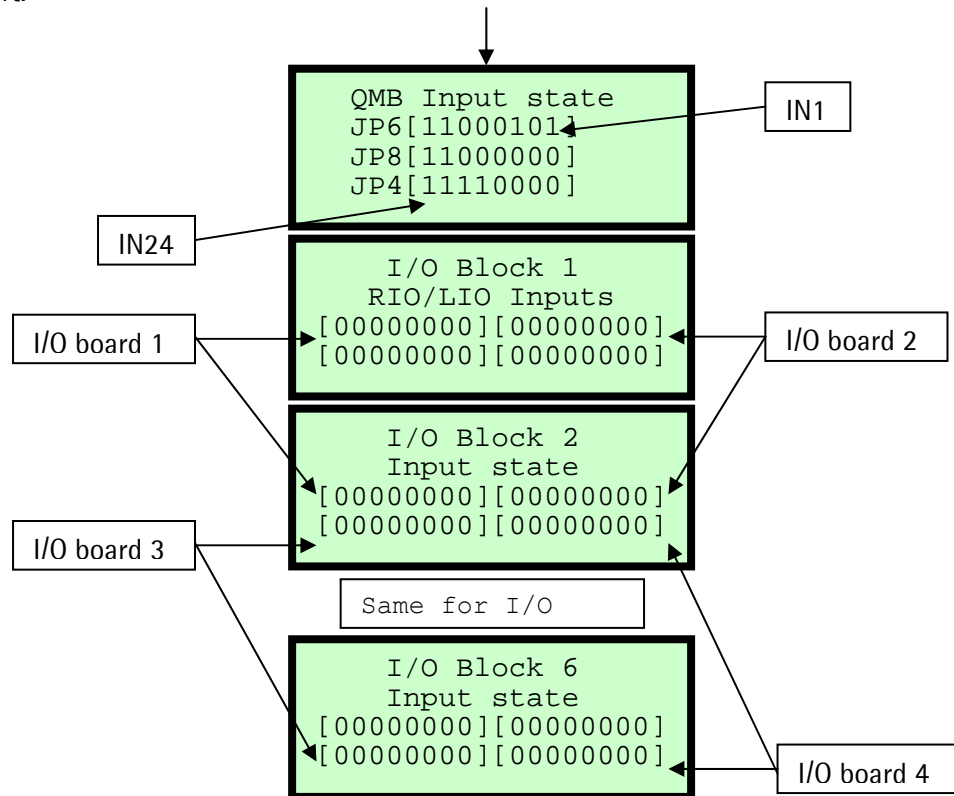 QMB Input state
JP6[11000101]
JP8[11000000]
JP4[11110000]
IN1
IN24
I/O Block 1
RIO/LIO Inputs
[00000000][00000000]
[00000000][00000000]
I/O board 1
I/O board 2
I/O Block 2
Input state
[00000000][00000000]
[00000000][00000000]
I/O board 3
Same for I/O
I/O Block 6
Input state
[00000000][00000000]
[00000000][00000000]
I/O board 4